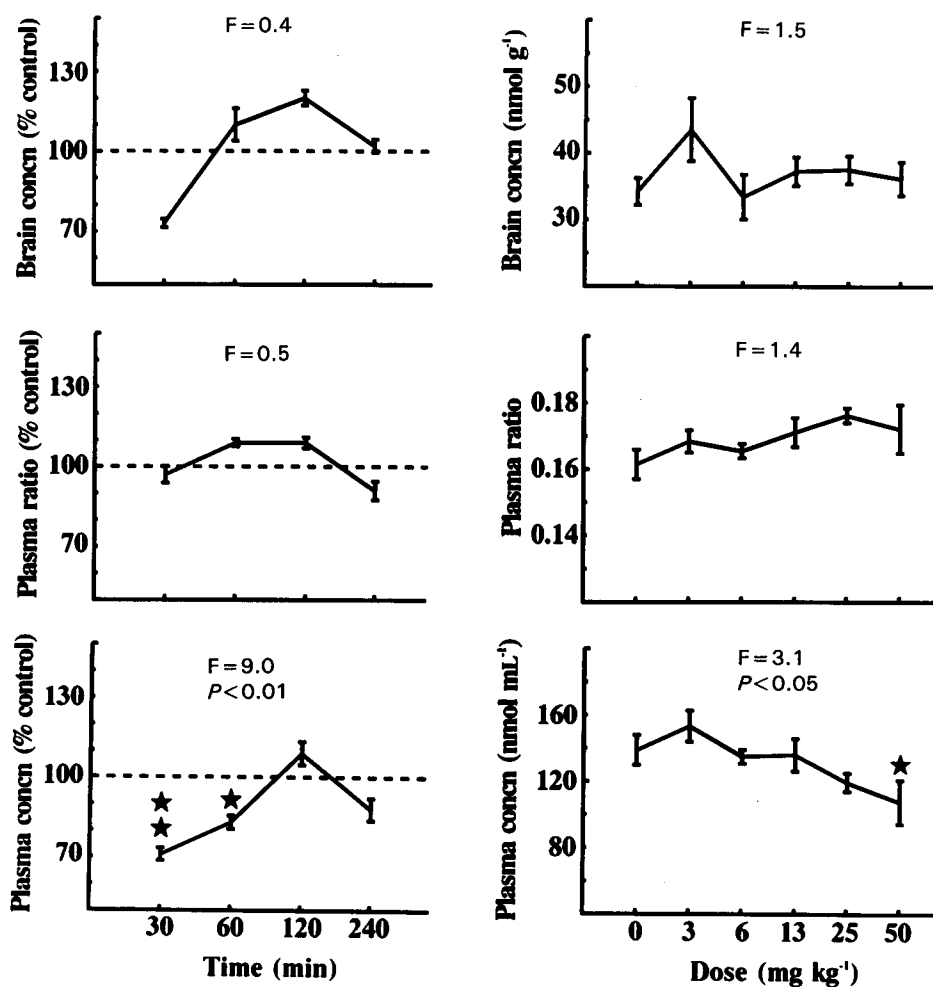 F=0.4
Brain concn (% control)
130
100
70
F=1.5
Brain concn (nmol g⁻¹)
50
40
30
F=0.5
Plasma ratio (% control)
130
100
70
F=1.4
Plasma ratio
0.18
0.16
0.14
F=9.0
P<0.01
Plasma concn (% control)
130
100
70
30 60 120 240
Time (min)
F=3.1
P<0.05
Plasma concn (nmol mL⁻¹)
160
120
80
0 3 6 13 25 50
Dose (mg kg⁻¹)